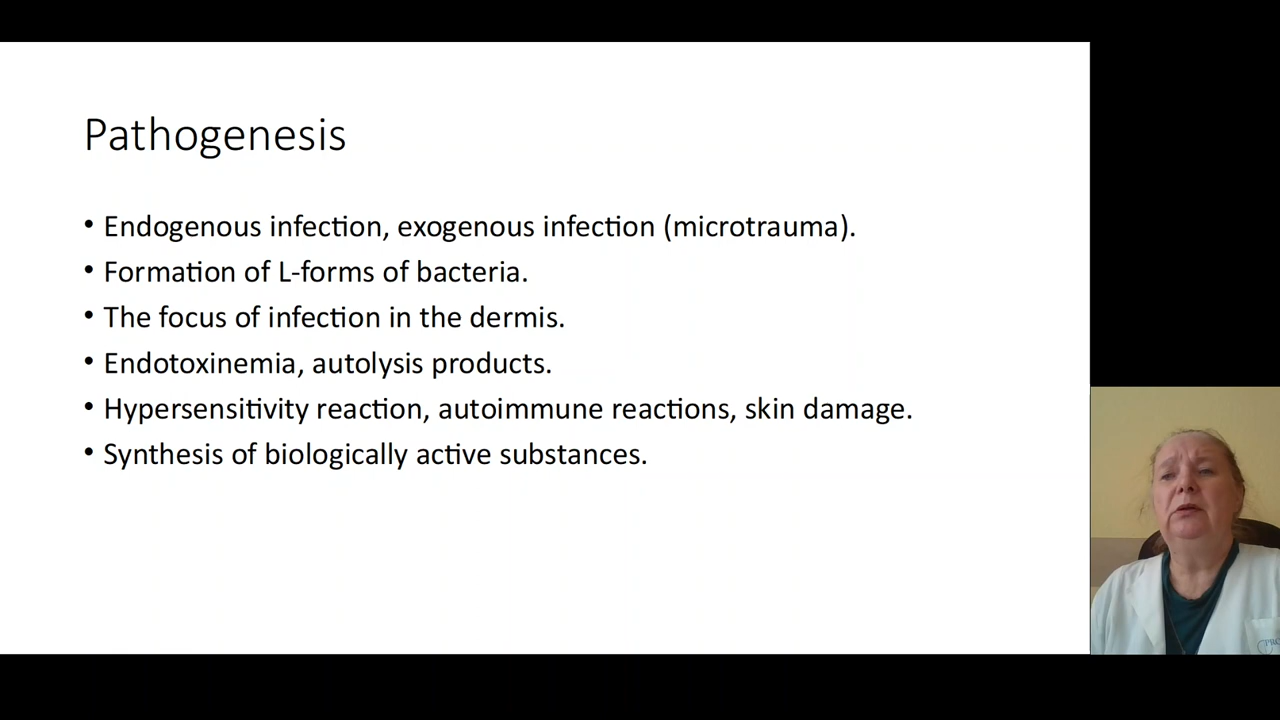 Pathogenesis
• Endogenous infection, exogenous infection (microtrauma).
• Formation of L-forms of bacteria.
• The focus of infection in the dermis.
• Endotoxinemia, autolysis products.
• Hypersensitivity reaction, autoimmune reactions, skin damage.
• Synthesis of biologically active substances.